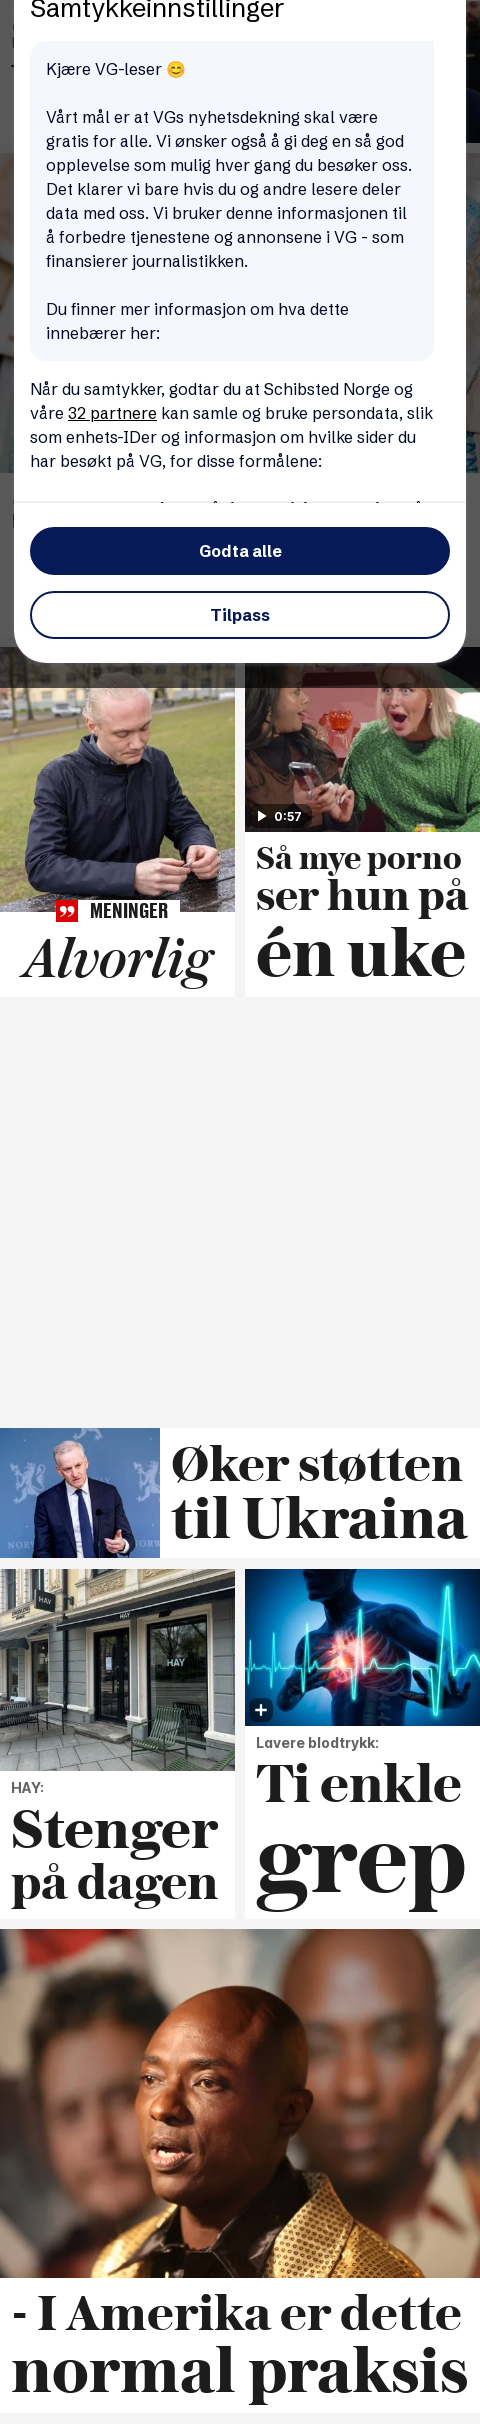 Samtykkeinnstillinger
Kjære VG-leser 😊
Vårt mål er at VGs nyhetsdekning skal være
gratis for alle. Vi ønsker også å gi deg en så god
opplevelse som mulig hver gang du besøker oss.
Det klarer vi bare hvis du og andre lesere deler
data med oss. Vi bruker denne informasjonen til
å forbedre tjenestene og annonsene i VG - som
finansierer journalistikken.
Du finner mer informasjon om hva dette
innebærer her:
Når du samtykker, godtar du at Schibsted Norge og
våre 32 partnere kan samle og bruke persondata, slik
som enhets-IDer og informasjon om hvilke sider du
har besøkt på VG, for disse formålene:
Godta alle
Tilpass
MENINGER
Alvorlig
0:57
Så mye porno
ser hun på
én uke
Øker støtten
til Ukraina
HAY
HAY
HAY
HAY:
Stenger
på dagen
Lavere blodtrykk:
Ti enkle
grep
- I Amerika er dette
normal praksis